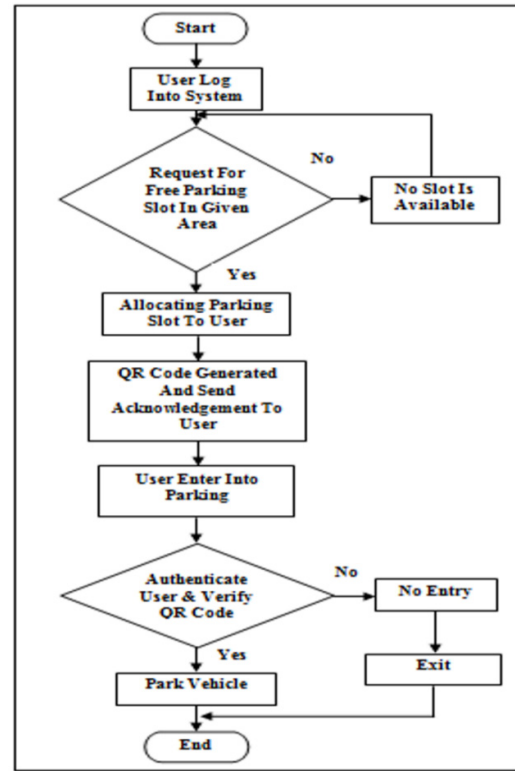 Start
User Log
Into System
Request For
Free Parking
Slot In Given
Area
No
No Slot Is
Available
Yes
Allocating Parking
Slot To User
QR Code Generated
And Send
Acknowledgement To
User
User Enter Into
Parking
Authenticate
User & Verify
QR Code
No
No Entry
Yes
Exit
Park Vehicle
End